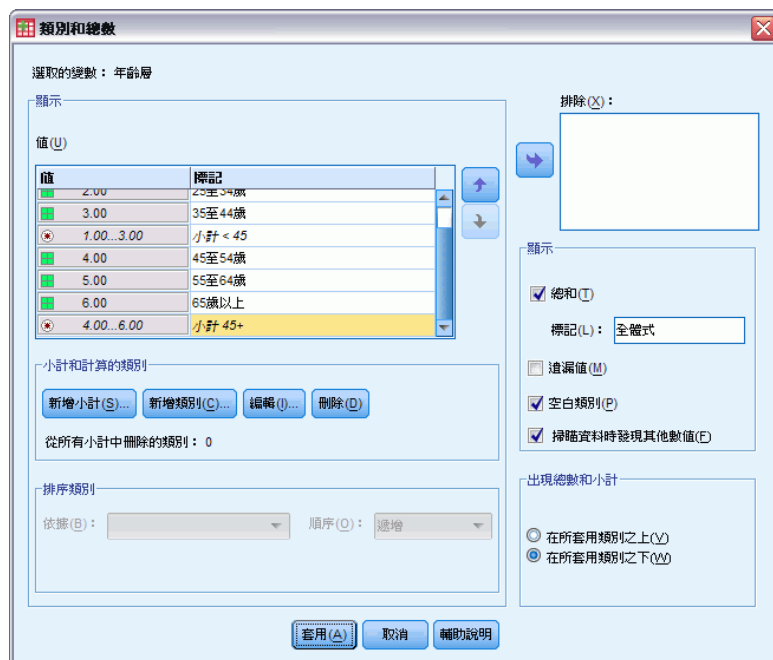 類別和總數
選取的變數：年齡層
顯示
值(U)
值 標記
2.00 25至34歲
3.00 35至44歲
1.00...3.00 小計 < 45
4.00 45至54歲
5.00 55至64歲
6.00 65歲以上
4.00...6.00 小計 45+
小計和計算的類別
新增小計(S)... 新增類別(C)... 編輯(I)... 刪除(D)
從所有小計中刪除的類別：0
排序類別
依據(B)： 順序(O)： 遞增
排除(X)：
顯示
總和(T)
標記(L)： 全體式
遺漏值(M)
空白類別(P)
掃瞄資料時發現其他數值(F)
出現總數和小計
在所套用類別之上(V)
在所套用類別之下(W)
套用(A) 取消 輔助說明